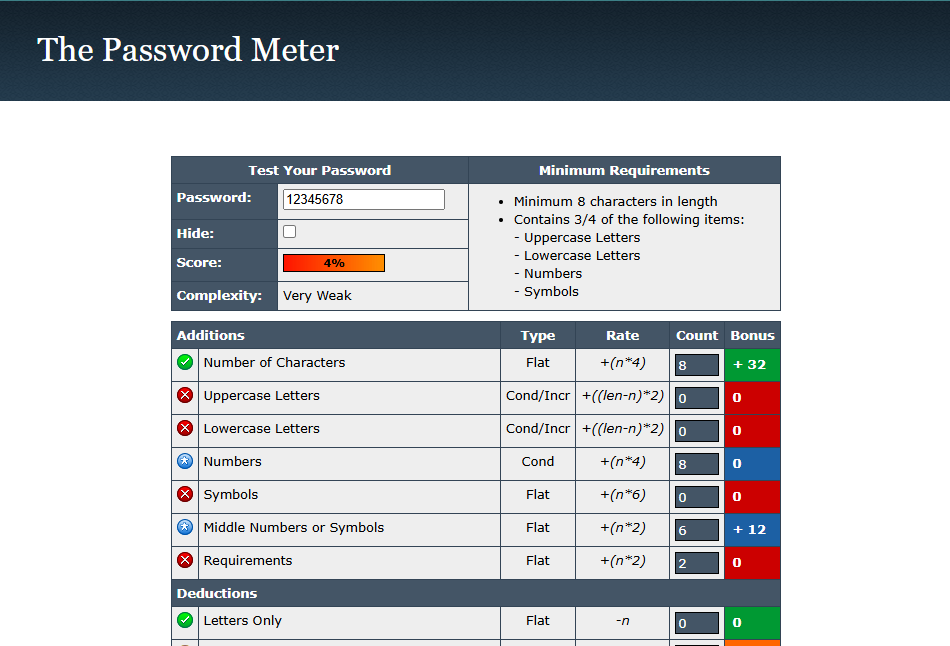 The Password Meter
Test Your Password Minimum Requirements
Password: 12345678
Hide:
Score: 4%
Complexity: Very Weak
• Minimum 8 characters in length
• Contains 3/4 of the following items:
- Uppercase Letters
- Lowercase Letters
- Numbers
- Symbols
Additions Type Rate Count Bonus
Number of Characters Flat +(n*4) 8 + 32
Uppercase Letters Cond/Incr +((len-n)*2) 0 0
Lowercase Letters Cond/Incr +((len-n)*2) 0 0
Numbers Cond +(n*4) 8 0
Symbols Flat +(n*6) 0 0
Middle Numbers or Symbols Flat +(n*2) 6 + 12
Requirements Flat +(n*2) 2 0
Deductions
Letters Only Flat -n 0 0